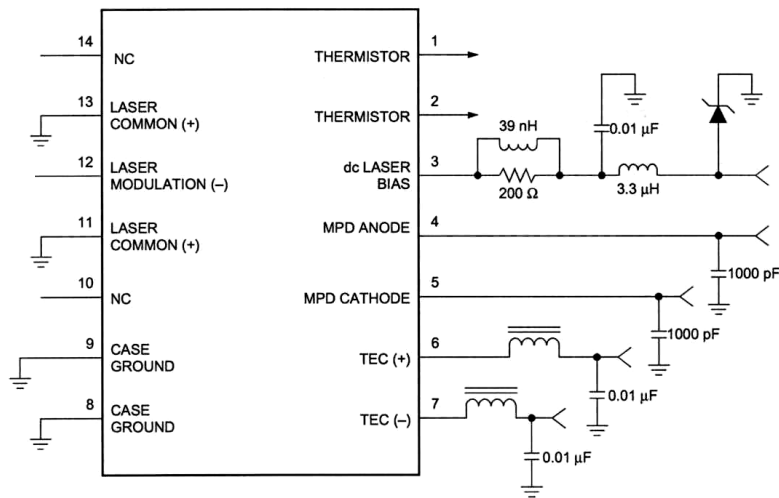 14
NC
13
LASER
COMMON (+)
12
LASER
MODULATION (–)
11
LASER
COMMON (+)
10
NC
9
CASE
GROUND
8
CASE
GROUND
1
THERMISTOR
2
THERMISTOR
3
dc LASER
BIAS
39 nH
200 Ω
0.01 μF
3.3 μH
4
MPD ANODE
1000 pF
5
MPD CATHODE
1000 pF
6
TEC (+)
0.01 μF
7
TEC (–)
0.01 μF